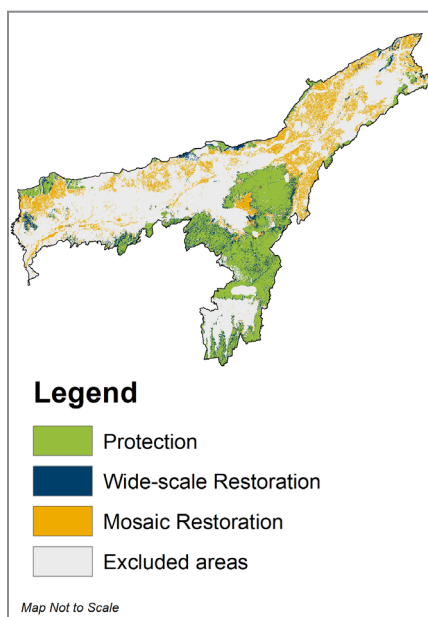 Legend
Protection
Wide-scale Restoration
Mosaic Restoration
Excluded areas
Map Not to Scale